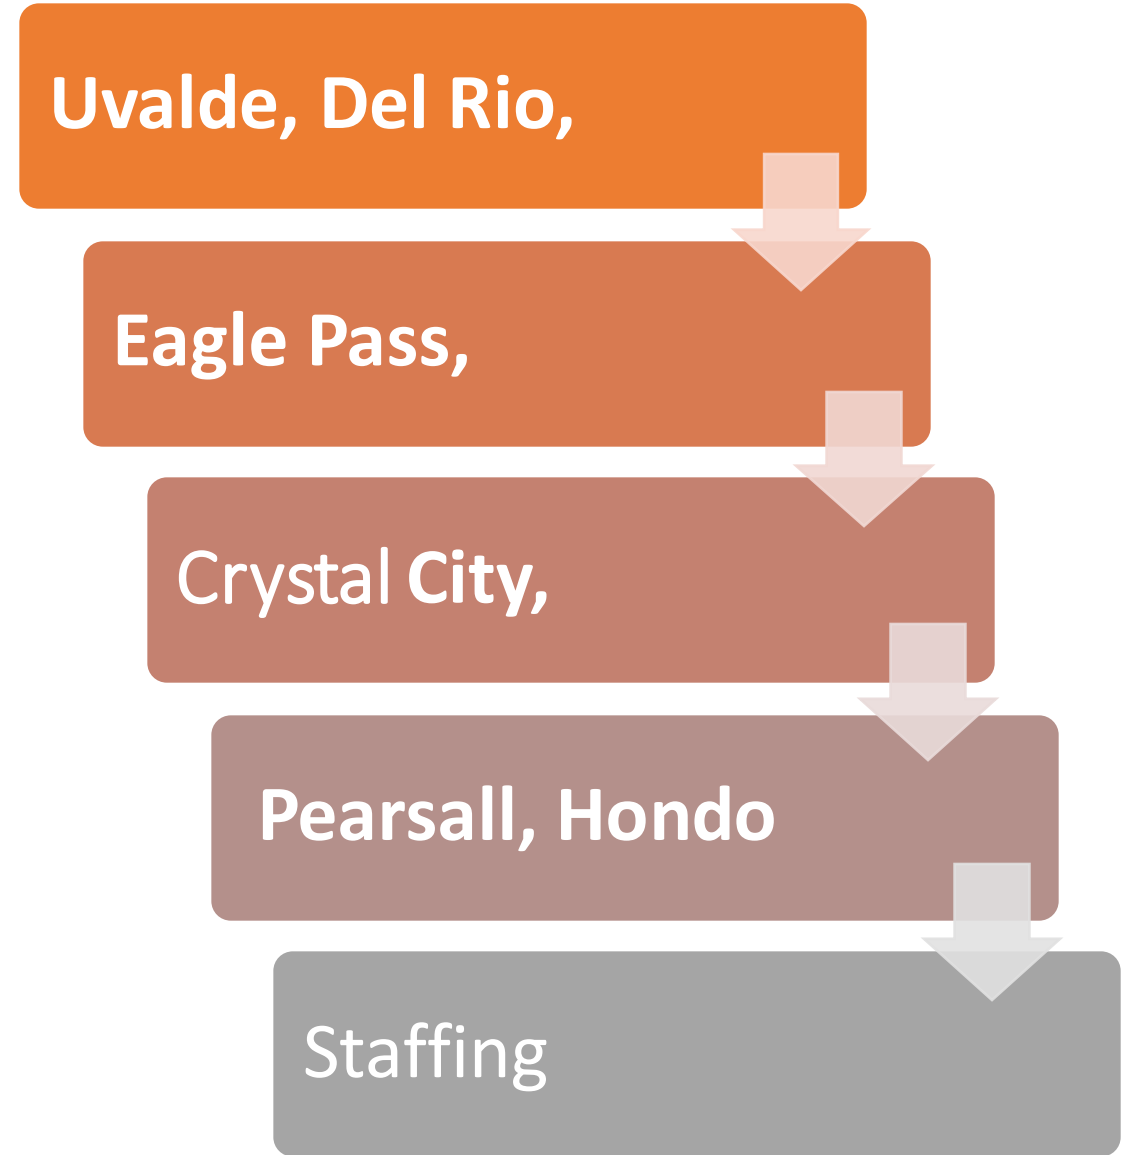 Uvalde, Del Rio,
Eagle Pass,
Crystal City,
Pearsall, Hondo
Staffing